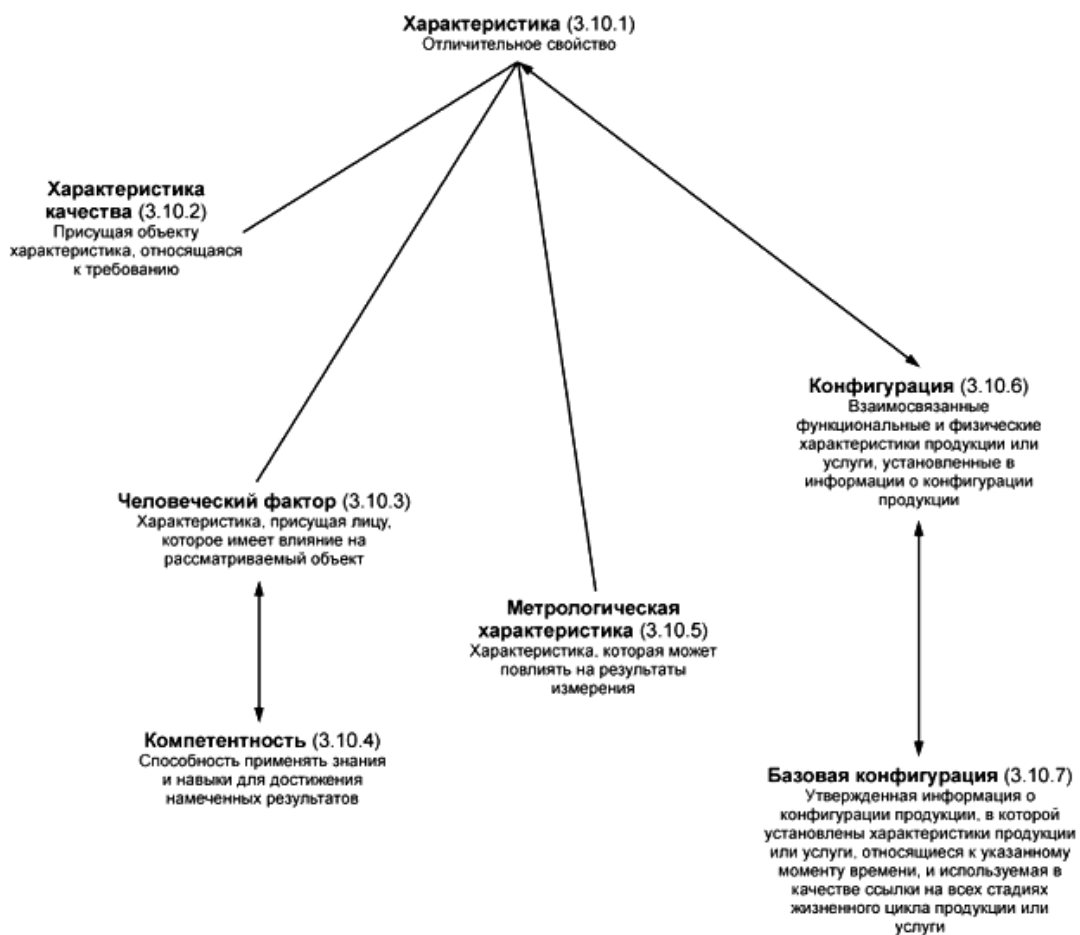 Характеристика (3.10.1)
Отличительное свойство
Характеристика
качества (3.10.2)
Присущая объекту
характеристика, относящаяся
к требованию
Конфигурация (3.10.6)
Взаимосвязанные
функциональные и физические
характеристики продукции или
услуги, установленные в
информации о конфигурации
продукции
Человеческий фактор (3.10.3)
Характеристика, присущая лицу,
которое имеет влияние на
рассматриваемый объект
Метрологическая
характеристика (3.10.5)
Характеристика, которая может
повлиять на результаты
измерения
Компетентность (3.10.4)
Способность применять знания
и навыки для достижения
намеченных результатов
Базовая конфигурация (3.10.7)
Утвержденная информация о
конфигурации продукции, в которой
установлены характеристики продукции
или услуги, относящиеся к указанному
моменту времени, и используемая в
качестве ссылки на всех стадиях
жизненного цикла продукции или
услуги